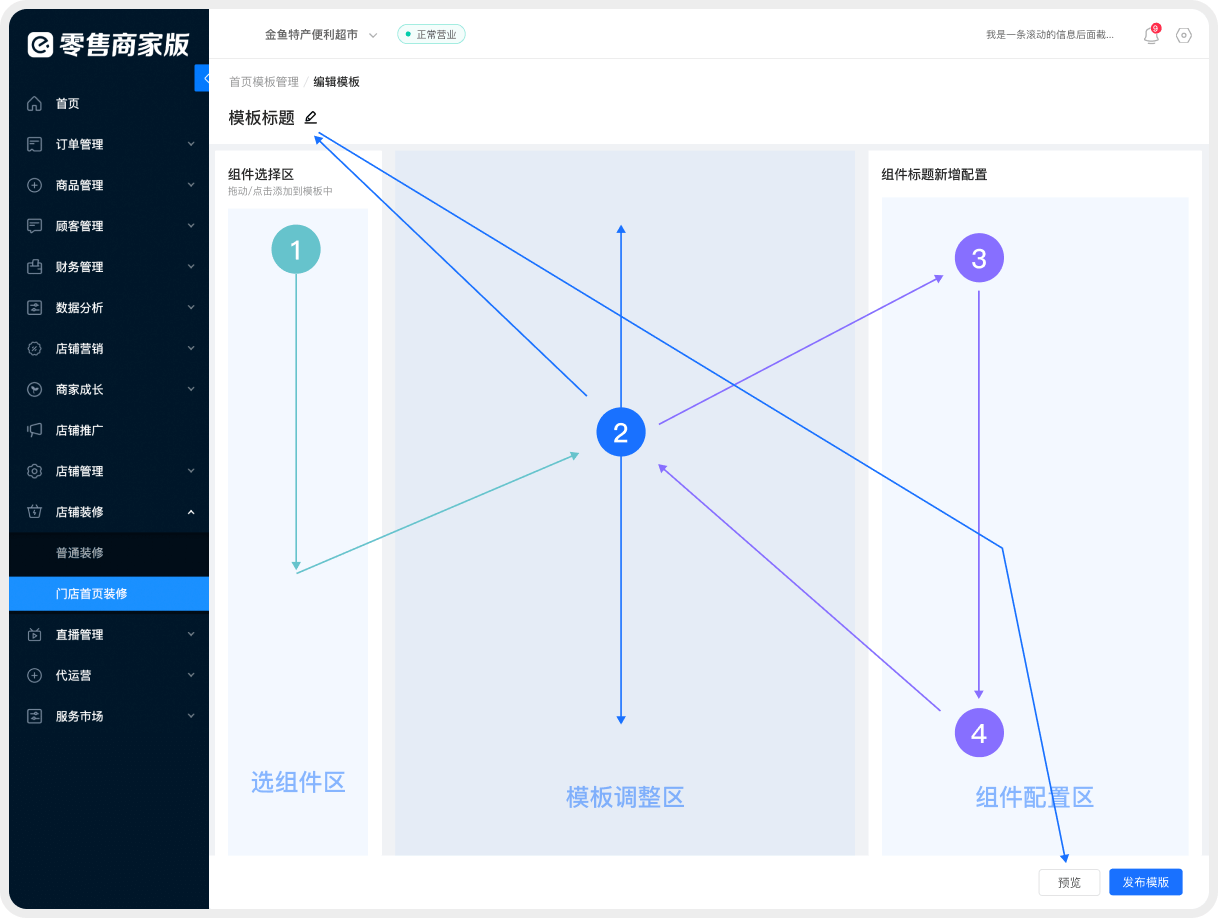 零售商家版
金鱼特产便利超市
正常营业
我是一条滚动的信息后面截...
9
首页模板管理 / 编辑模板
模板标题
首页
订单管理
商品管理
顾客管理
财务管理
数据分析
店铺营销
商家成长
店铺推广
店铺管理
店铺装修
普通装修
门店首页装修
直播管理
代运营
服务市场
组件选择区
拖动/点击添加到模板中
1
选组件区
2
模板调整区
组件标题新增配置
3
4
组件配置区
预览
发布模版